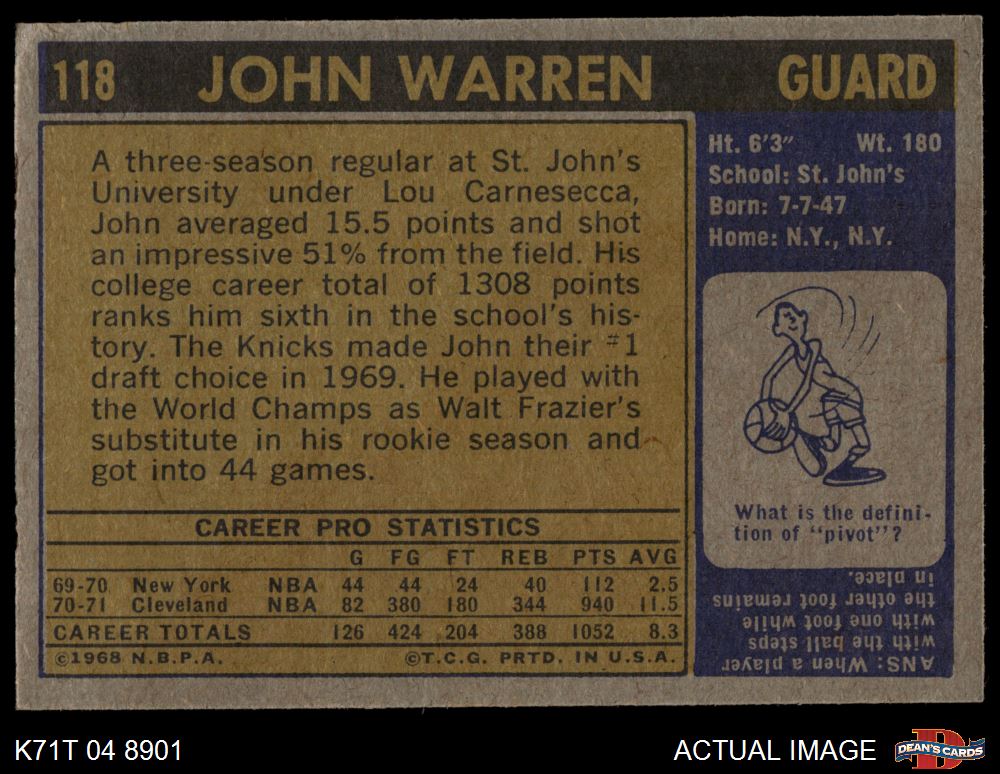 118 JOHN WARREN GUARD
A three-season regular at St. John's
University under Lou Carnesecca,
John averaged 15.5 points and shot
an impressive 51% from the field. His
college career total of 1308 points
ranks him sixth in the school's his-
tory. The Knicks made John their #1
draft choice in 1969. He played with
the World Champs as Walt Frazier's
substitute in his rookie season and
got into 44 games.
CAREER PRO STATISTICS
G FG FT REB PTS AVG
69-70 New York NBA 44 44 24 40 112 2.5
70-71 Cleveland NBA 82 380 180 344 940 11.5
CAREER TOTALS 126 424 204 388 1052 8.3
©1968 N.B.P.A. ©T.C.G. PRTD. IN U.S.A.
Ht. 6'3" Wt. 180
School: St. John's
Born: 7-7-47
Home: N.Y., N.Y.
What is the defini-
tion of "pivot"?
ANS: When a player
with the ball steps
with one foot while
the other foot remains
in place.
K71T 04 8901
ACTUAL IMAGE
D
DEAN'S CARDS